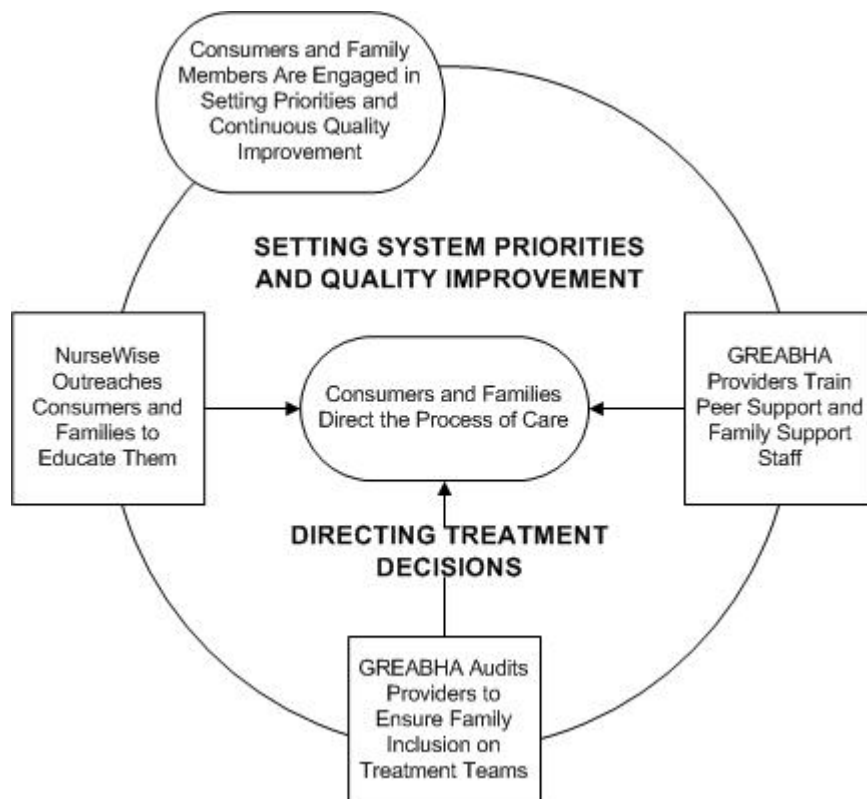 Consumers and Family
Members Are Engaged in
Setting Priorities and
Continuous Quality
Improvement
SETTING SYSTEM PRIORITIES
AND QUALITY IMPROVEMENT
NurseWise
Outreaches
Consumers and
Families to
Educate Them
Consumers and Families
Direct the Process of Care
GREABHA
Providers Train
Peer Support and
Family Support
Staff
DIRECTING TREATMENT
DECISIONS
GREABHA Audits
Providers to
Ensure Family
Inclusion on
Treatment Teams